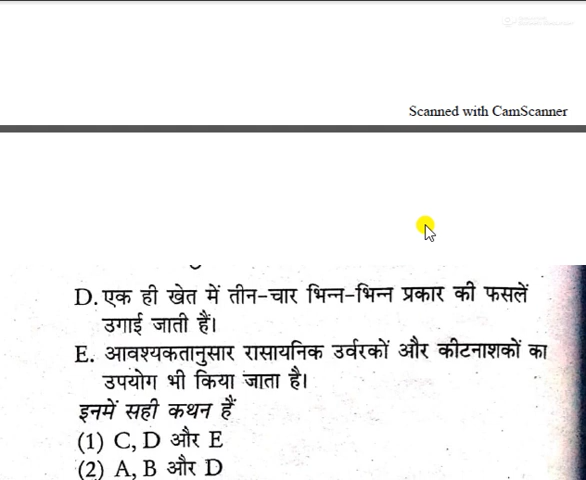 Scanned with CamScanner
D. एक ही खेत में तीन-चार भिन्न-भिन्न प्रकार की फसलें
उगाई जाती हैं।
E. आवश्यकतानुसार रासायनिक उर्वरकों और कीटनाशकों का
उपयोग भी किया जाता है।
इनमें सही कथन हैं
(1) C, D और E
(2) A, B और D